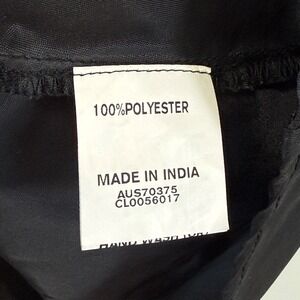 100%POLYESTER
MADE IN INDIA
AUS70375
CL0056017